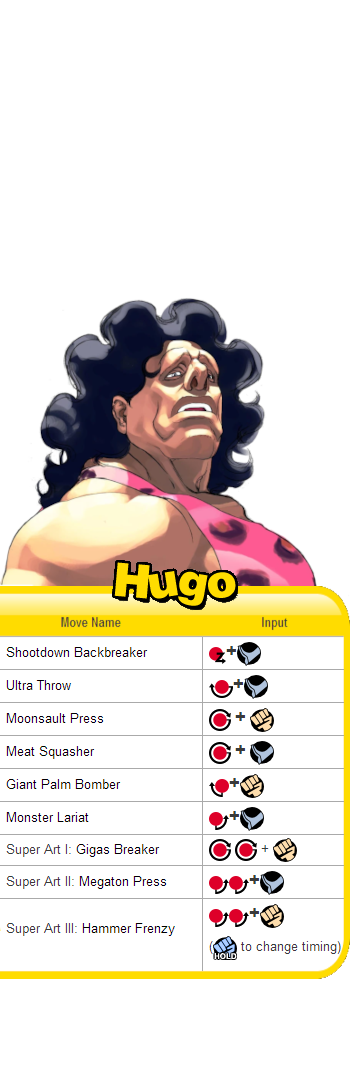 Hugo
Move Name Input
Shootdown Backbreaker Z +
Ultra Throw +
Moonsault Press +
Meat Squasher +
Giant Palm Bomber +
Monster Lariat +
Super Art I: Gigas Breaker +
Super Art II: Megaton Press +
Super Art III: Hammer Frenzy +
(HOLD to change timing)